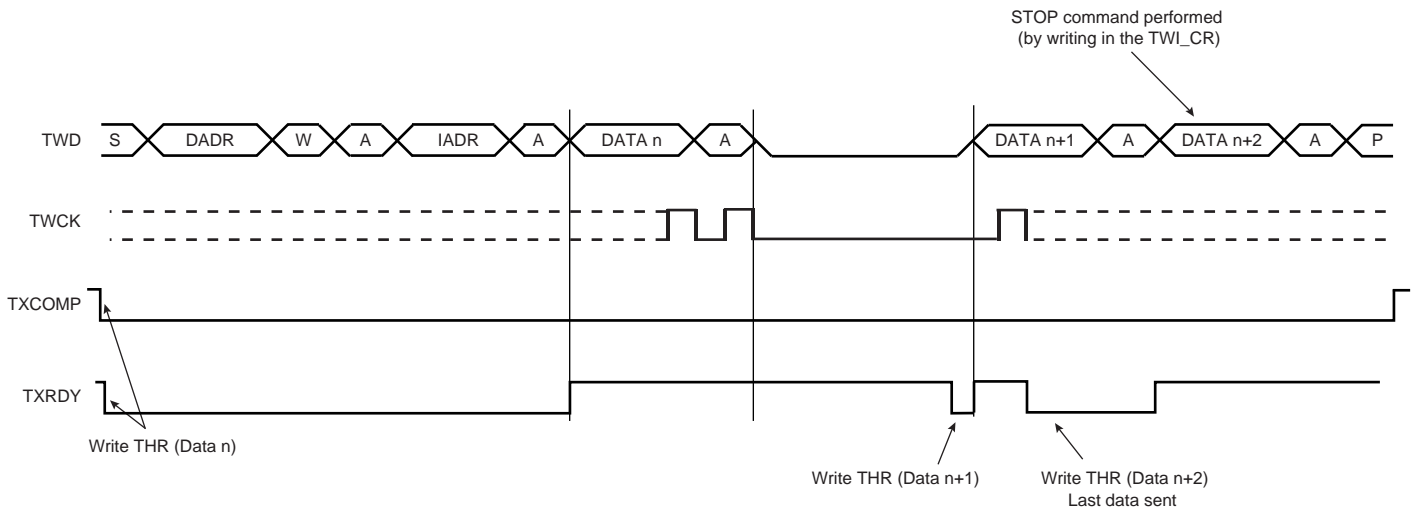 STOP command performed
(by writing in the TWI_CR)
TWD S DADR W A IADR A DATA n A DATA n+1 A DATA n+2 A P
TWCK
TXCOMP
TXRDY
Write THR (Data n)
Write THR (Data n+1)
Write THR (Data n+2)
Last data sent